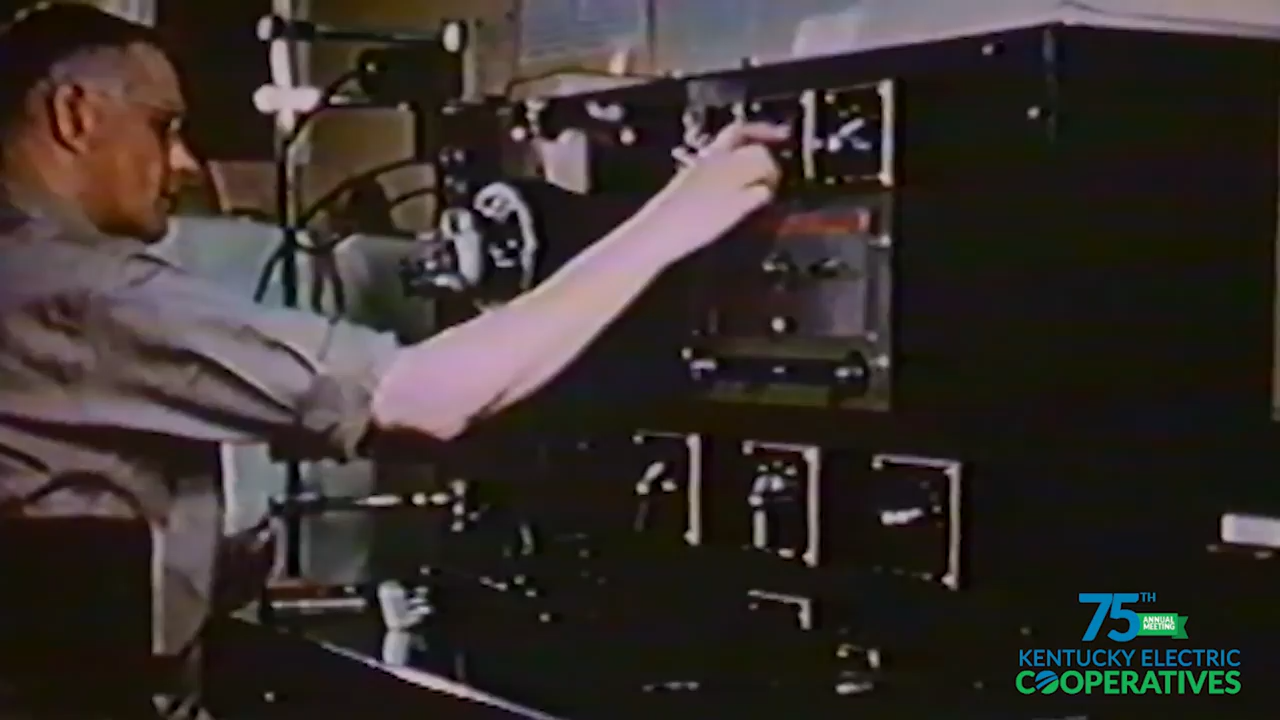 75TH
ANNUAL
MEETING
KENTUCKY ELECTRIC
COOPERATIVES